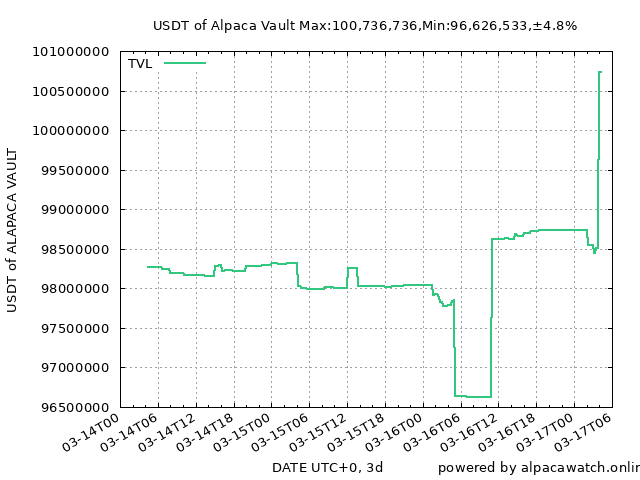 USDT of Alpaca Vault Max:100,736,736,Min:96,626,533,±4.8%
TVL
101000000
100500000
100000000
99500000
99000000
98500000
98000000
97500000
97000000
96500000
USDT of ALAPACA VAULT
03-14T00
03-14T06
03-14T12
03-14T18
03-15T00
03-15T06
03-15T12
03-15T18
03-16T00
03-16T06
03-16T12
03-16T18
03-17T00
03-17T06
DATE UTC+0, 3d
powered by alpacawatch.onlin